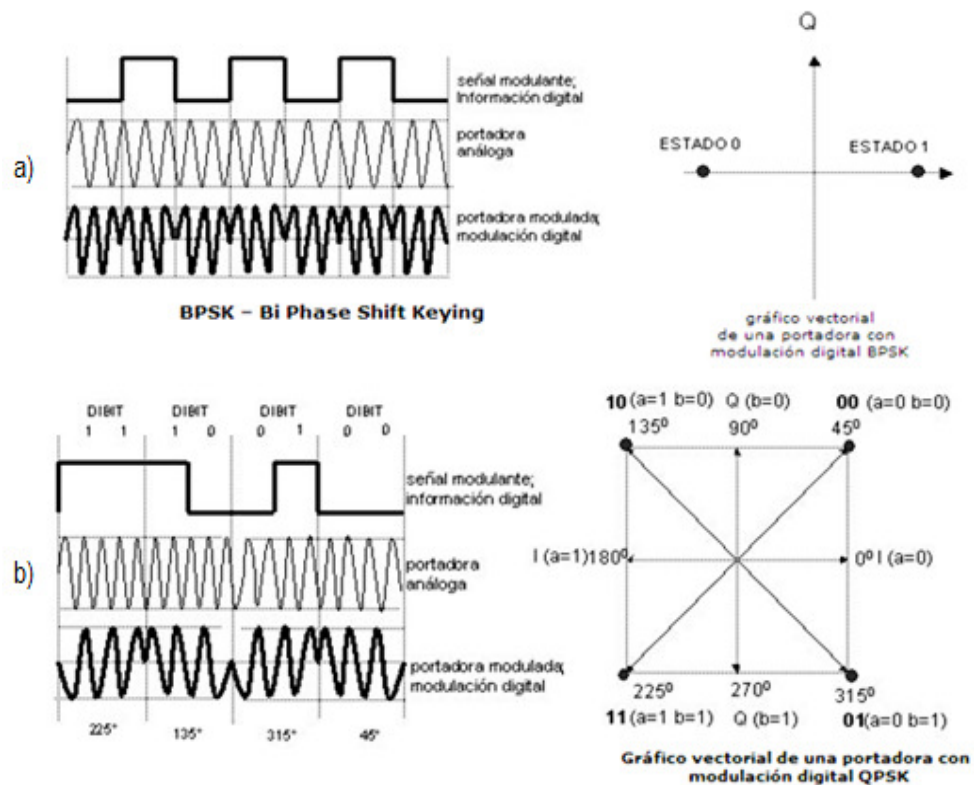 a)
señal modulante;
Información digital
portadora
análoga
portadora modulada;
modulación digital
BPSK – Bi Phase Shift Keying
Q
ESTADO 0
ESTADO 1
gráfico vectorial
de una portadora con
modulación digital BPSK
b)
DIBIT DIBIT DIBIT DIBIT
1 1 1 0 0 1 0 0
señal modulante;
información digital
portadora
análoga
portadora modulada;
modulación digital
225° 135° 315° 45°
10 (a=1 b=0) Q (b=0) 00 (a=0 b=0)
135º 90º 45º
I (a=1)180º 0º I (a=0)
225º 270º 315º
11 (a=1 b=1) Q (b=1) 01(a=0 b=1)
Gráfico vectorial de una portadora con
modulación digital QPSK